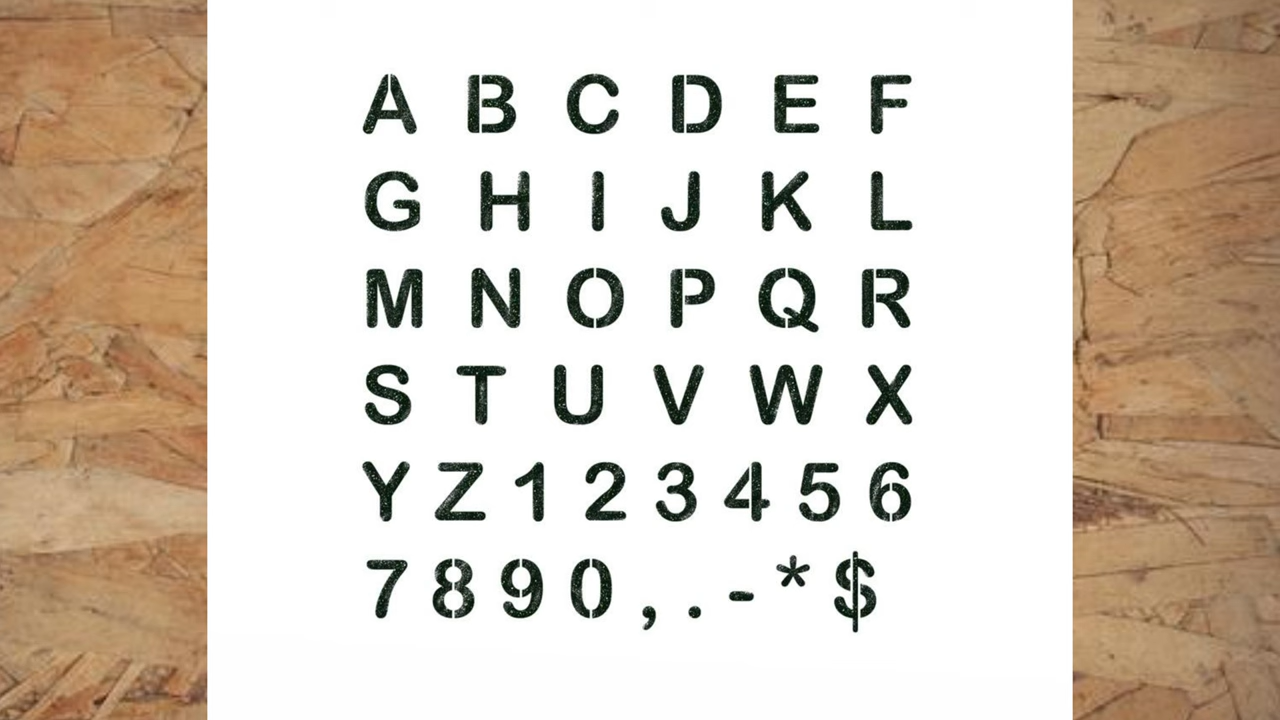 A B C D E F
G H I J K L
M N O P Q R
S T U V W X
Y Z 1 2 3 4 5 6
7 8 9 0 , . - * $